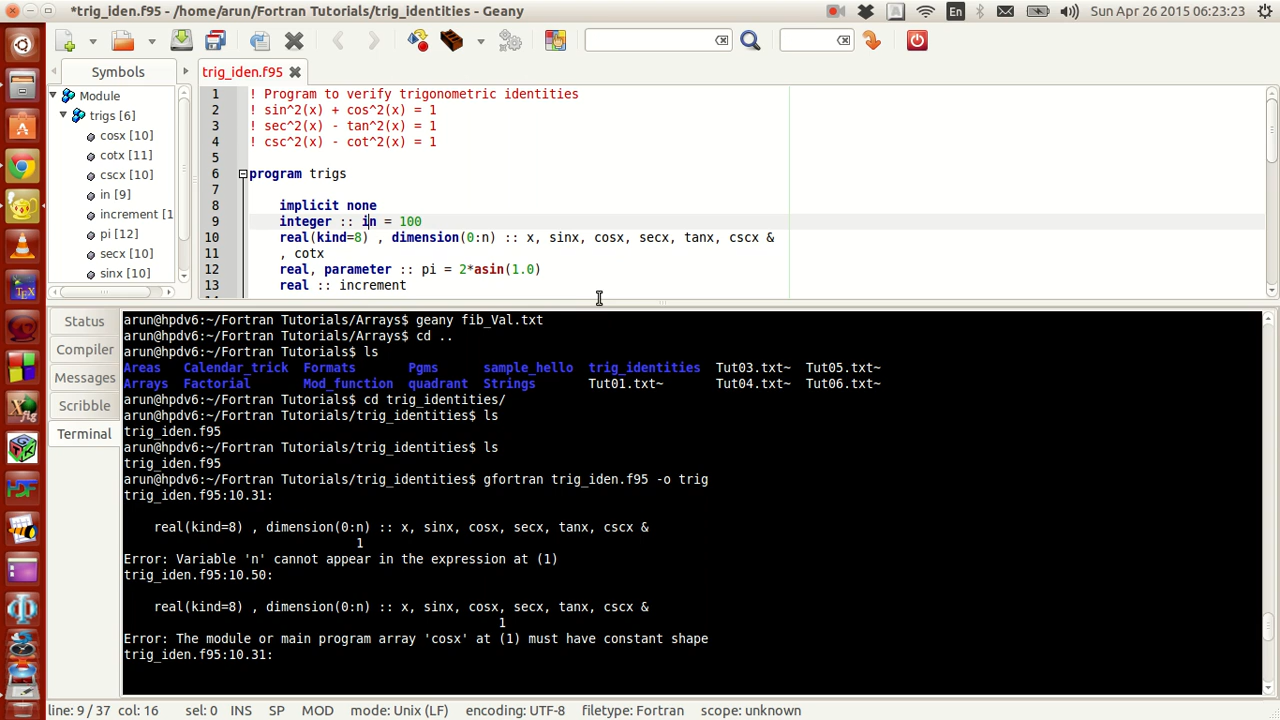 *trig_iden.f95 - /home/arun/Fortran Tutorials/trig_identities - Geany
En
Sun Apr 26 2015 06:23:23
Symbols
trig_iden.f95
Module
trigs [6]
cosx [10]
cotx [11]
cscx [10]
in [9]
increment [1
pi [12]
secx [10]
sinx [10]
1 ! Program to verify trigonometric identities
2 ! sin^2(x) + cos^2(x) = 1
3 ! sec^2(x) - tan^2(x) = 1
4 ! csc^2(x) - cot^2(x) = 1
5
6 program trigs
7
8 implicit none
9 integer :: in = 100
10 real(kind=8) , dimension(0:n) :: x, sinx, cosx, secx, tanx, cscx &
11 , cotx
12 real, parameter :: pi = 2*asin(1.0)
13 real :: increment
Status
Compiler
Messages
Scribble
Terminal
arun@hpdv6:~/Fortran Tutorials/Arrays$ geany fib_Val.txt
arun@hpdv6:~/Fortran Tutorials/Arrays$ cd ..
arun@hpdv6:~/Fortran Tutorials$ ls
Areas Calendar_trick Formats Pgms sample_hello trig_identities Tut03.txt~ Tut05.txt~
Arrays Factorial Mod_function quadrant Strings Tut01.txt~ Tut04.txt~ Tut06.txt~
arun@hpdv6:~/Fortran Tutorials$ cd trig_identities/
arun@hpdv6:~/Fortran Tutorials/trig_identities$ ls
trig_iden.f95
arun@hpdv6:~/Fortran Tutorials/trig_identities$ ls
trig_iden.f95
arun@hpdv6:~/Fortran Tutorials/trig_identities$ gfortran trig_iden.f95 -o trig
trig_iden.f95:10.31:
real(kind=8) , dimension(0:n) :: x, sinx, cosx, secx, tanx, cscx &
1
Error: Variable 'n' cannot appear in the expression at (1)
trig_iden.f95:10.50:
real(kind=8) , dimension(0:n) :: x, sinx, cosx, secx, tanx, cscx &
1
Error: The module or main program array 'cosx' at (1) must have constant shape
trig_iden.f95:10.31:
line: 9 / 37 col: 16 sel: 0 INS SP MOD mode: Unix (LF) encoding: UTF-8 filetype: Fortran scope: unknown